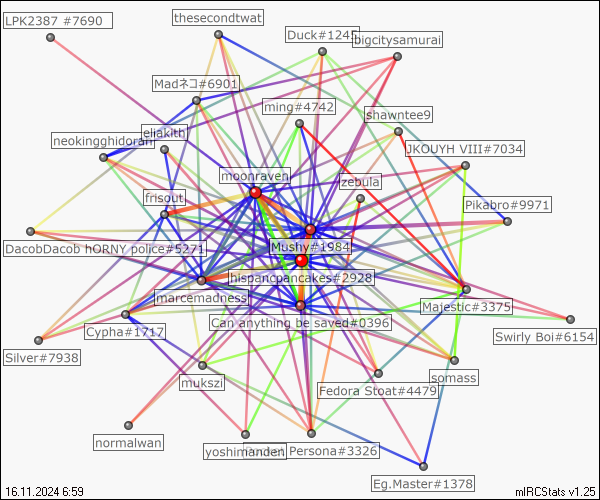 LPK2387 #7690
thesecondtwat
Duck#1245
bigcitysamurai
Madネコ#6901
ming#4742
shawntee9
neokingghidorah
eliakith
JKOUYH VIII#7034
moonraven
zebula
frisout
Pikabro#9971
Mushy#1984
DacobDacob HORNY police#5271
hispanicpancakes#2928
marcemadness
Majestic#3375
Can anything be saved#0396
Cypha#1717
Swirly Boi#6154
Silver#7938
somass
mukszi
Fedora Stoat#4479
normalwan
yoshimanden
Persona#3326
Eg.Master#1378
16.11.2024 6:59
mIRCStats v1.25